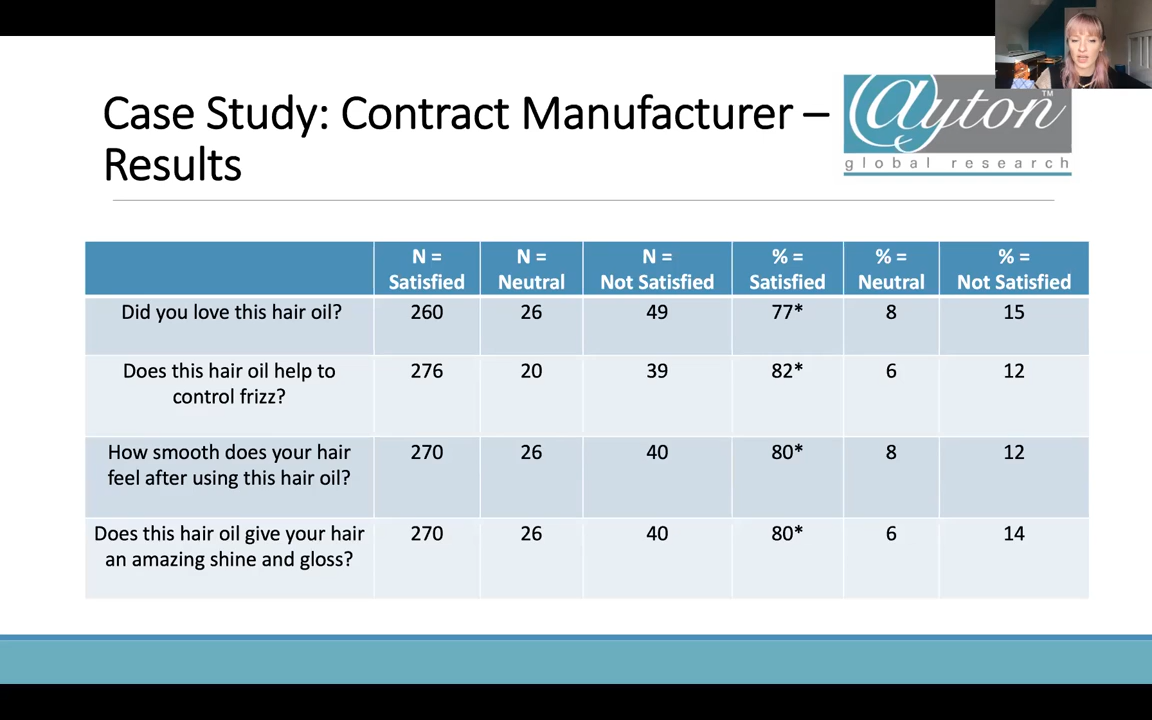 Case Study: Contract Manufacturer –
Results
@yton™
global research
N =
Satisfied
N =
Neutral
N =
Not Satisfied
% =
Satisfied
% =
Neutral
% =
Not Satisfied
Did you love this hair oil?
260
26
49
77*
8
15
Does this hair oil help to
control frizz?
276
20
39
82*
6
12
How smooth does your hair
feel after using this hair oil?
270
26
40
80*
8
12
Does this hair oil give your hair
an amazing shine and gloss?
270
26
40
80*
6
14